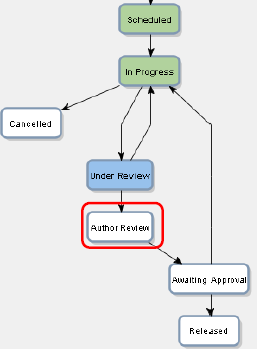 Scheduled
In Progress
Cancelled
Under Review
Author Review
Awaiting Approval
Released